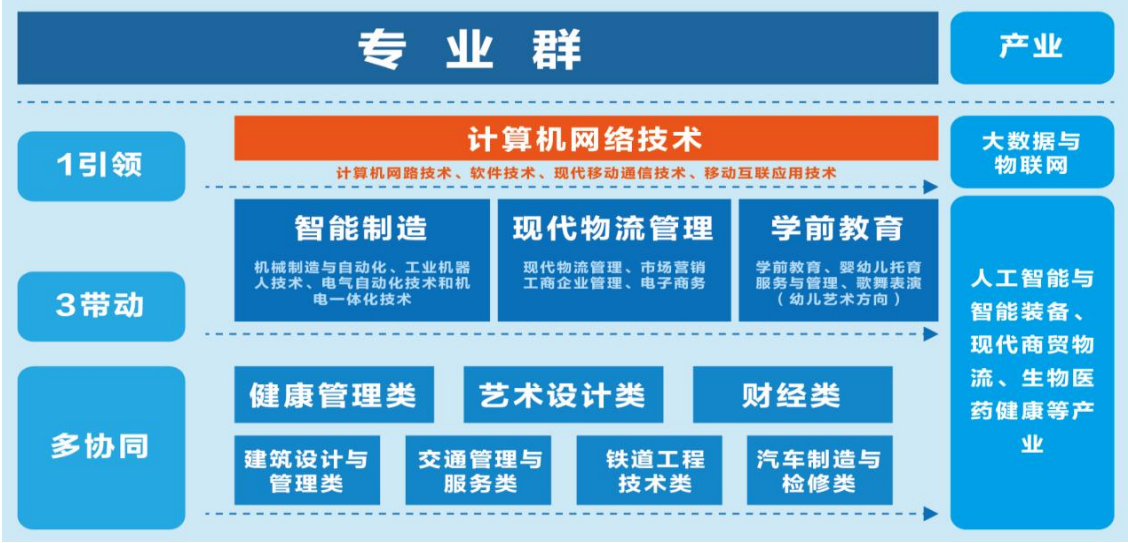 专业群
产业
1引领
计算机网络技术
计算机网路技术、软件技术、现代移动通信技术、移动互联应用技术
大数据与
物联网
3带动
智能制造
机械制造与自动化、工业机器
人技术、电气自动化技术和机
电一体化技术
现代物流管理
现代物流管理、市场营销
工商企业管理、电子商务
学前教育
学前教育、婴幼儿托育
服务与管理、歌舞表演
（幼儿艺术方向）
人工智能与
智能装备、
现代商贸物
流、生物医
药健康等产
业
多协同
健康管理类
艺术设计类
财经类
建筑设计与
管理类
交通管理与
服务类
铁道工程
技术类
汽车制造与
检修类